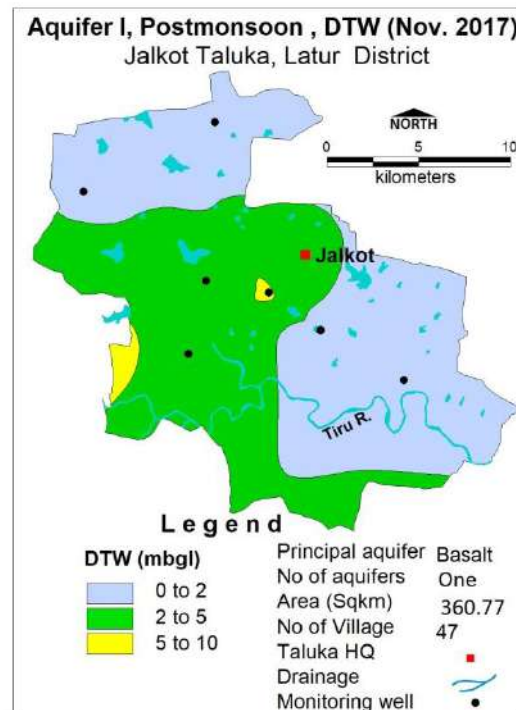 Aquifer I, Postmonsoon , DTW (Nov. 2017)
Jalkot Taluka, Latur District
NORTH
0 5 10
kilometers
Jalkot
Tiru R.
Legend
DTW (mbgl)
0 to 2
2 to 5
5 to 10
Principal aquifer Basalt
No of aquifers One
Area (Sqkm) 360.77
No of Village 47
Taluka HQ
Drainage
Monitoring well